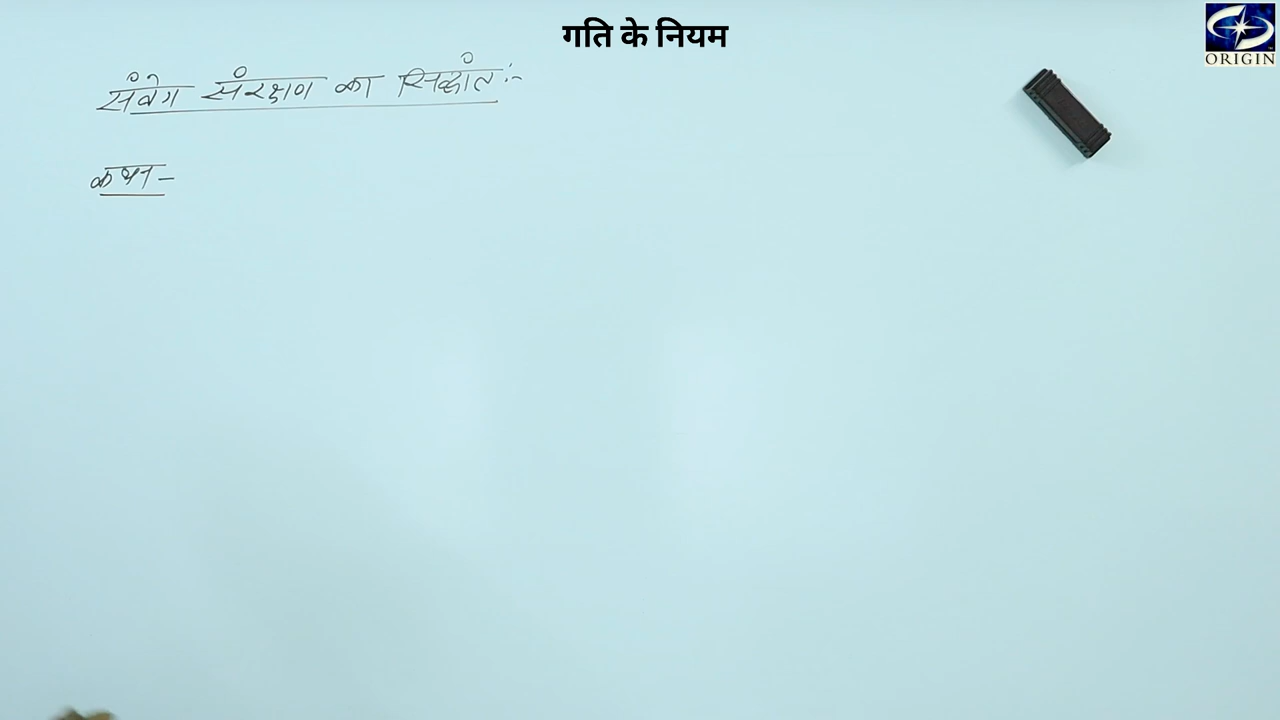 गति के नियम
ORIGIN
संवेग संरक्षण का सिद्धांत :-
कथन -